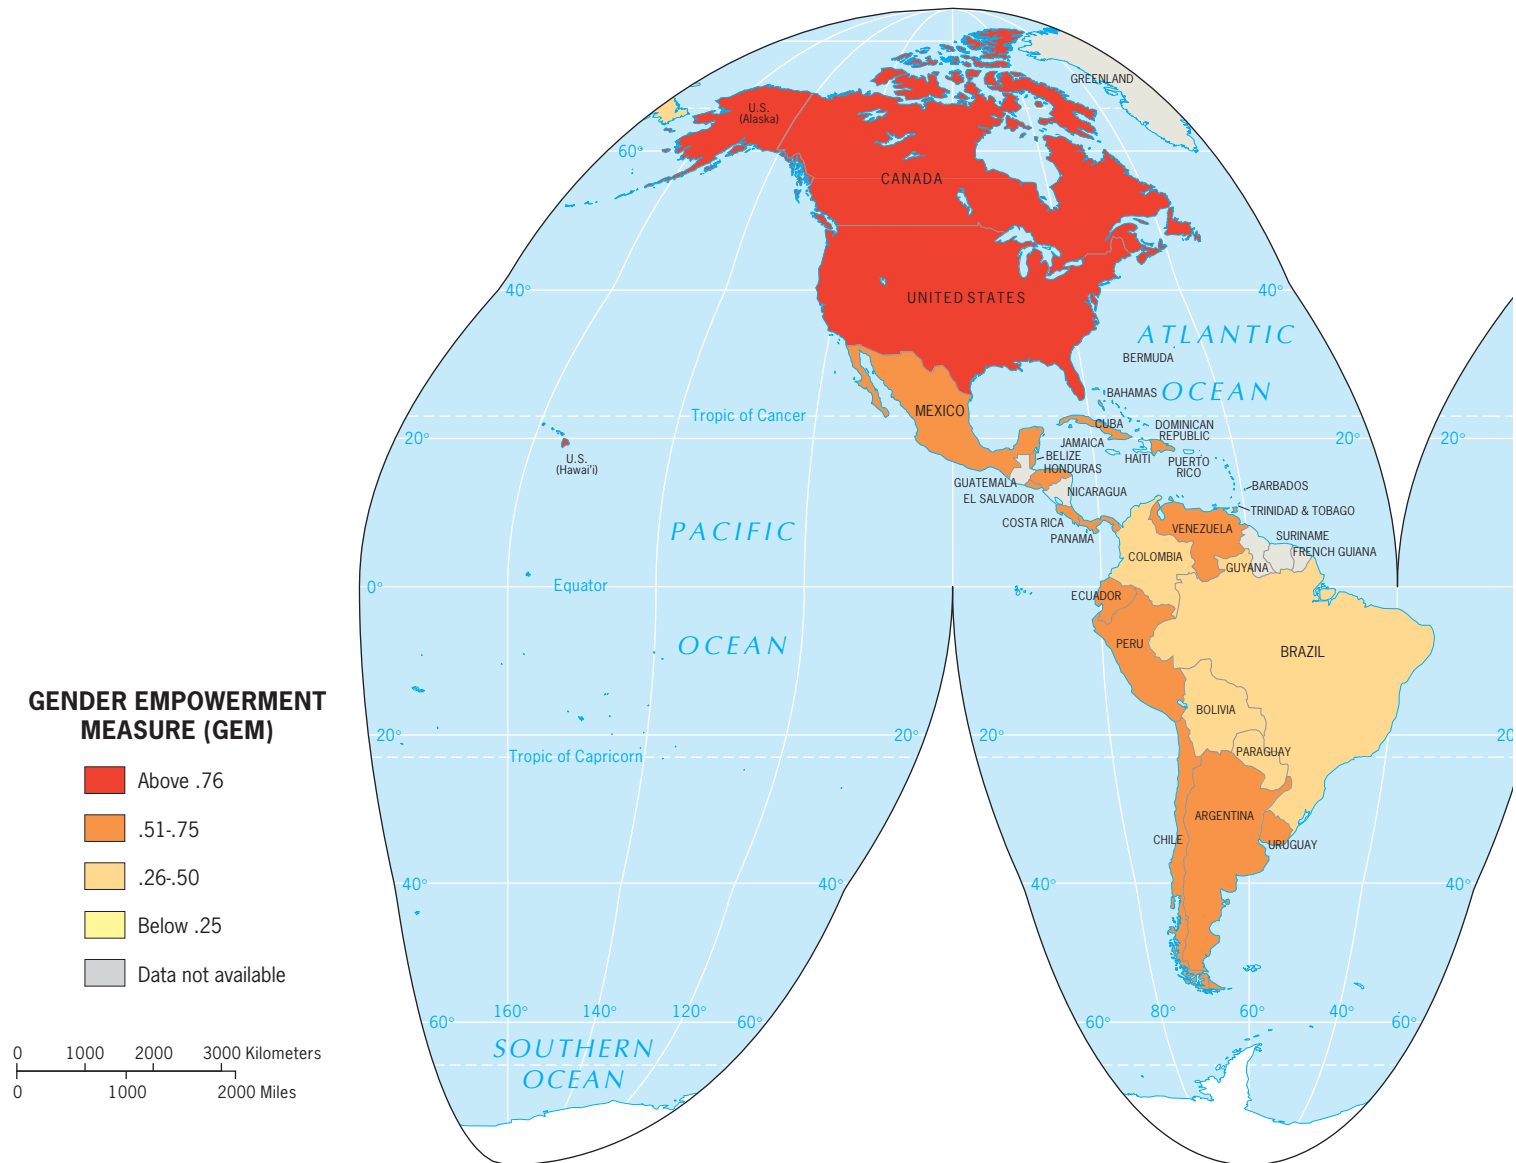 GREENLAND
U.S.
(Alaska)
60°
CANADA
40°
UNITED STATES
40°
ATLANTIC
BERMUDA
OCEAN
BAHAMAS
Tropic of Cancer
MEXICO
CUBA
DOMINICAN
REPUBLIC
20°
JAMAICA
20°
20°
U.S.
(Hawai'i)
BELIZE
HAITI
PUERTO
RICO
HONDURAS
GUATEMALA
NICARAGUA
BARBADOS
EL SALVADOR
TRINIDAD & TOBAGO
COSTA RICA
PANAMA
VENEZUELA
SURINAME
PACIFIC
COLOMBIA
FRENCH GUIANA
GUYANA
0°
Equator
ECUADOR
OCEAN
PERU
BRAZIL
BOLIVIA
20°
20°
20°
20
Tropic of Capricorn
PARAGUAY
ARGENTINA
CHILE
URUGUAY
40°
40°
40°
40°
GENDER EMPOWERMENT
MEASURE (GEM)
Above .76
.51-.75
.26-.50
Below .25
Data not available
60°
160°
140°
120°
60°
60°
80°
60°
40°
60°
SOUTHERN
OCEAN
0 1000 2000 3000 Kilometers
0 1000 2000 Miles